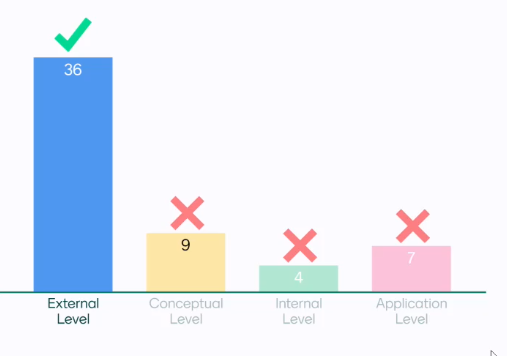 36
9
4
7
External
Level
Conceptual
Level
Internal
Level
Application
Level